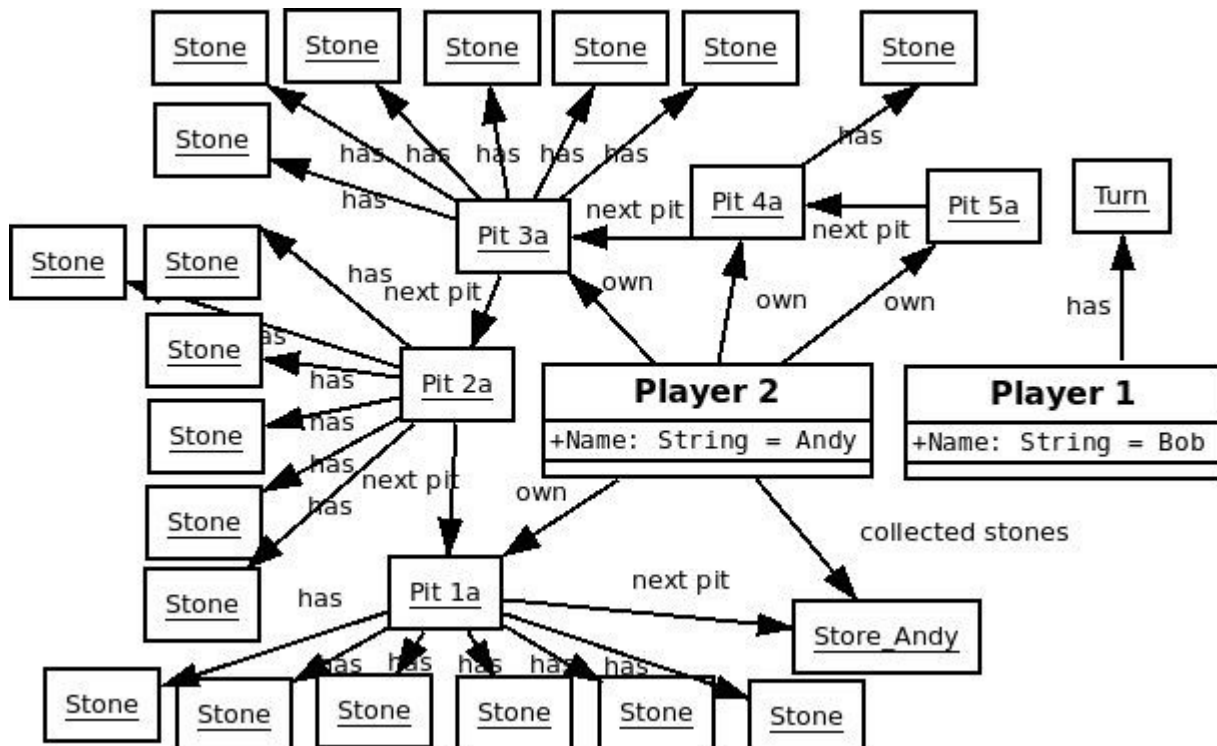 Stone
Stone
Stone
Stone
Stone
Stone
Stone
has
has
has
has
has
has
has
Pit 4a
Turn
Pit 5a
next pit
next pit
Pit 3a
Stone
Stone
has
next pit
own
own
own
has
Stone
has
Pit 2a
Player 2
Player 1
+Name: String = Andy
+Name: String = Bob
Stone
has
has
next pit
own
has
Stone
collected stones
Stone
has
Pit 1a
next pit
Store_Andy
has
has
has
has
has
Stone
Stone
Stone
Stone
Stone
Stone